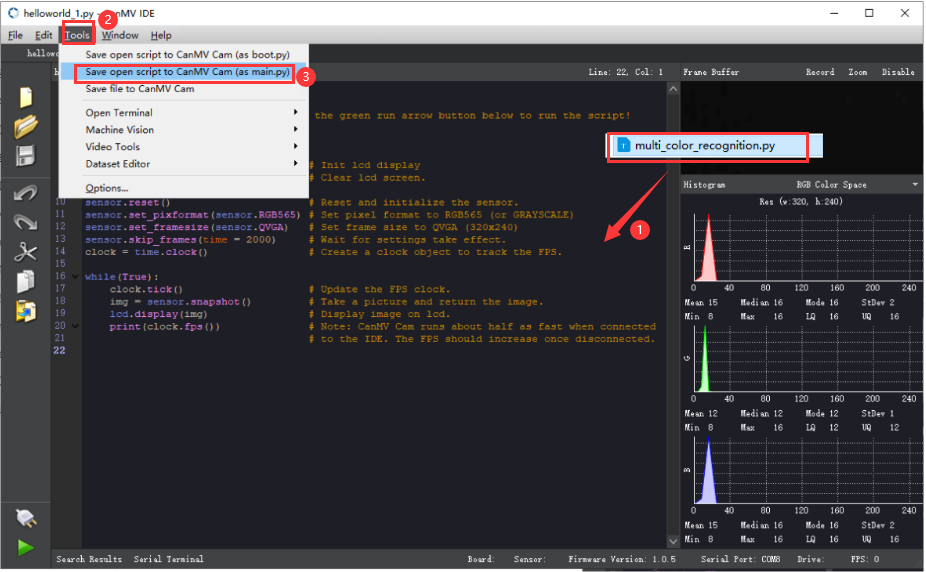 helloworld_1.py - CanMV IDE
2
File Edit Tools Window Help
Save open script to CanMV Cam (as boot.py)
Save open script to CanMV Cam (as main.py)
3
Save file to CanMV Cam
Open Terminal
Machine Vision
Video Tools
Dataset Editor
Options...
Line: 22, Col: 1
Frame Buffer Record Zoom Disable
the green run arrow button below to run the script!
multi_color_recognition.py
1
# Init lcd display
# Clear lcd screen.
10 sensor.reset() # Reset and initialize the sensor.
11 sensor.set_pixformat(sensor.RGB565) # Set pixel format to RGB565 (or GRAYSCALE)
12 sensor.set_framesize(sensor.QVGA) # Set frame size to QVGA (320x240)
13 sensor.skip_frames(time = 2000) # Wait for settings take effect.
14 clock = time.clock() # Create a clock object to track the FPS.
15
16 while(True):
17 clock.tick() # Update the FPS clock.
18 img = sensor.snapshot() # Take a picture and return the image.
19 lcd.display(img) # Display image on lcd.
20 print(clock.fps()) # Note: CanMV Cam runs about half as fast when connected
21 # to the IDE. The FPS should increase once disconnected.
22
Histogram RGB Color Space
Res (w:320, h:240)
R
0 40 80 120 160 200 240
Mean 15 Median 16 Mode 16 StDev 2
Min 8 Max 16 LQ 16 UQ 16
G
0 40 80 120 160 200 240
Mean 12 Median 12 Mode 12 StDev 1
Min 8 Max 16 LQ 12 UQ 12
B
0 40 80 120 160 200 240
Mean 15 Median 16 Mode 16 StDev 2
Min 8 Max 16 LQ 16 UQ 16
Search Results Serial Terminal
Board: Sensor: Firmware Version: 1.0.5 Serial Port: COM8 Drive: FPS: 0